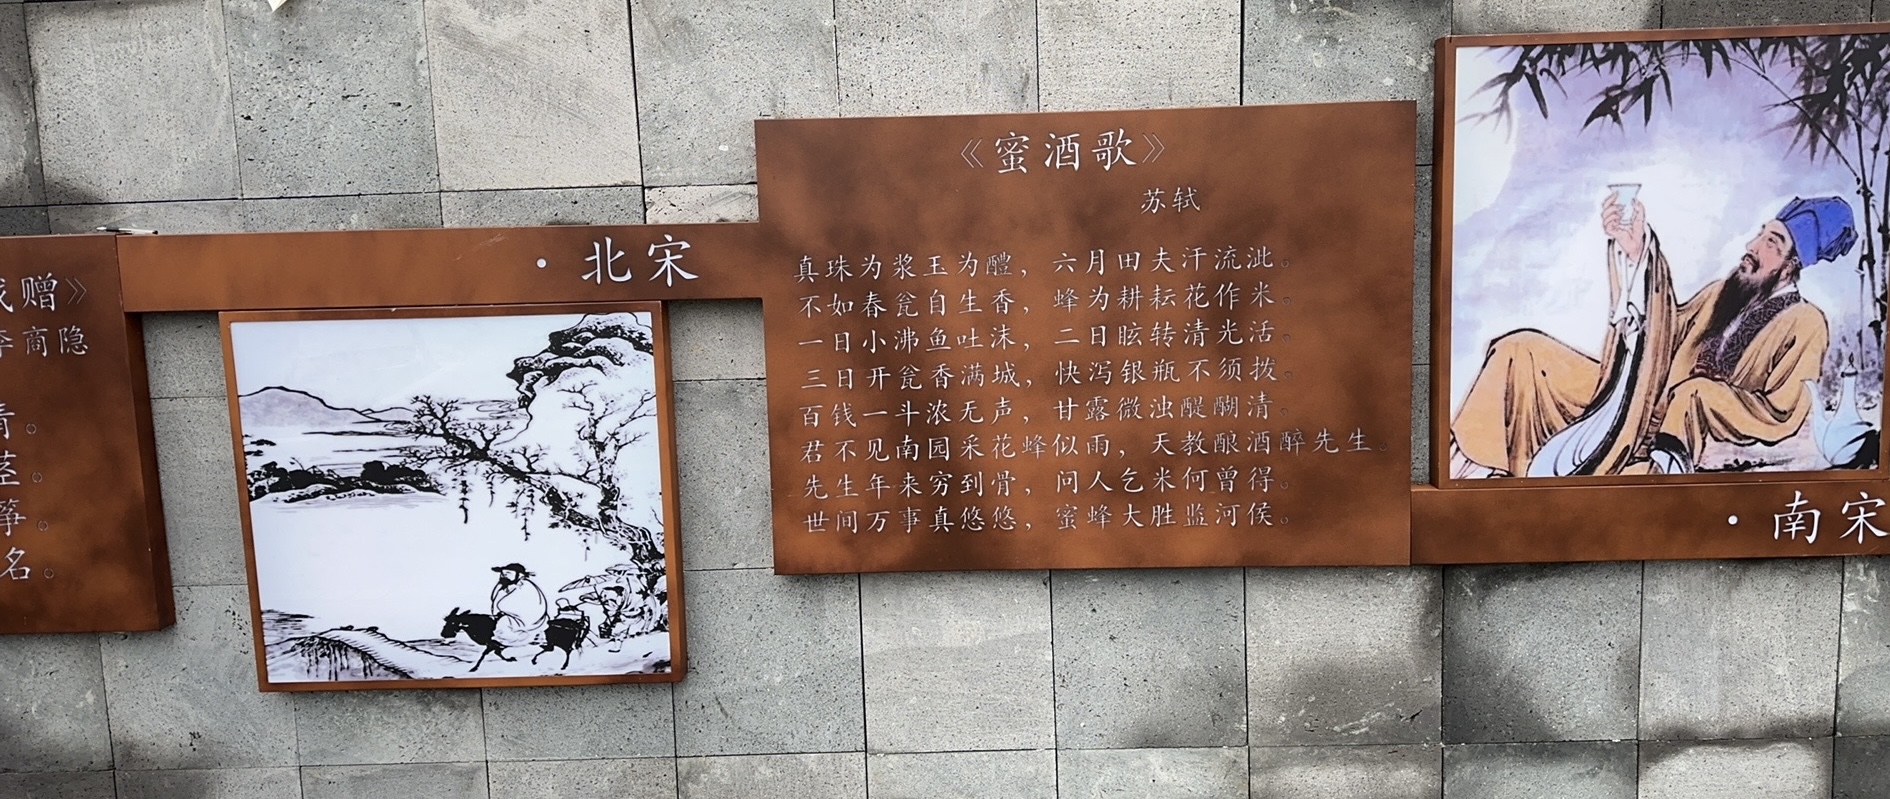 赠》
李商隐
青。
茎。
筝。
名。
·北宋
《蜜酒歌》
苏轼
真珠为浆玉为醴，六月田夫汗流泚。
不如春瓮自生香，蜂为耕耘花作米。
一日小沸鱼吐沫，二日眩转清光活。
三日开瓮香满城，快泻银瓶不须拨。
百钱一斗浓无声，甘露微浊醍醐清。
君不见南园采花蜂似雨，天教酿酒醉先生。
先生年来穷到骨，问人乞米何曾得。
世间万事真悠悠，蜜蜂大胜监河侯。
·南宋